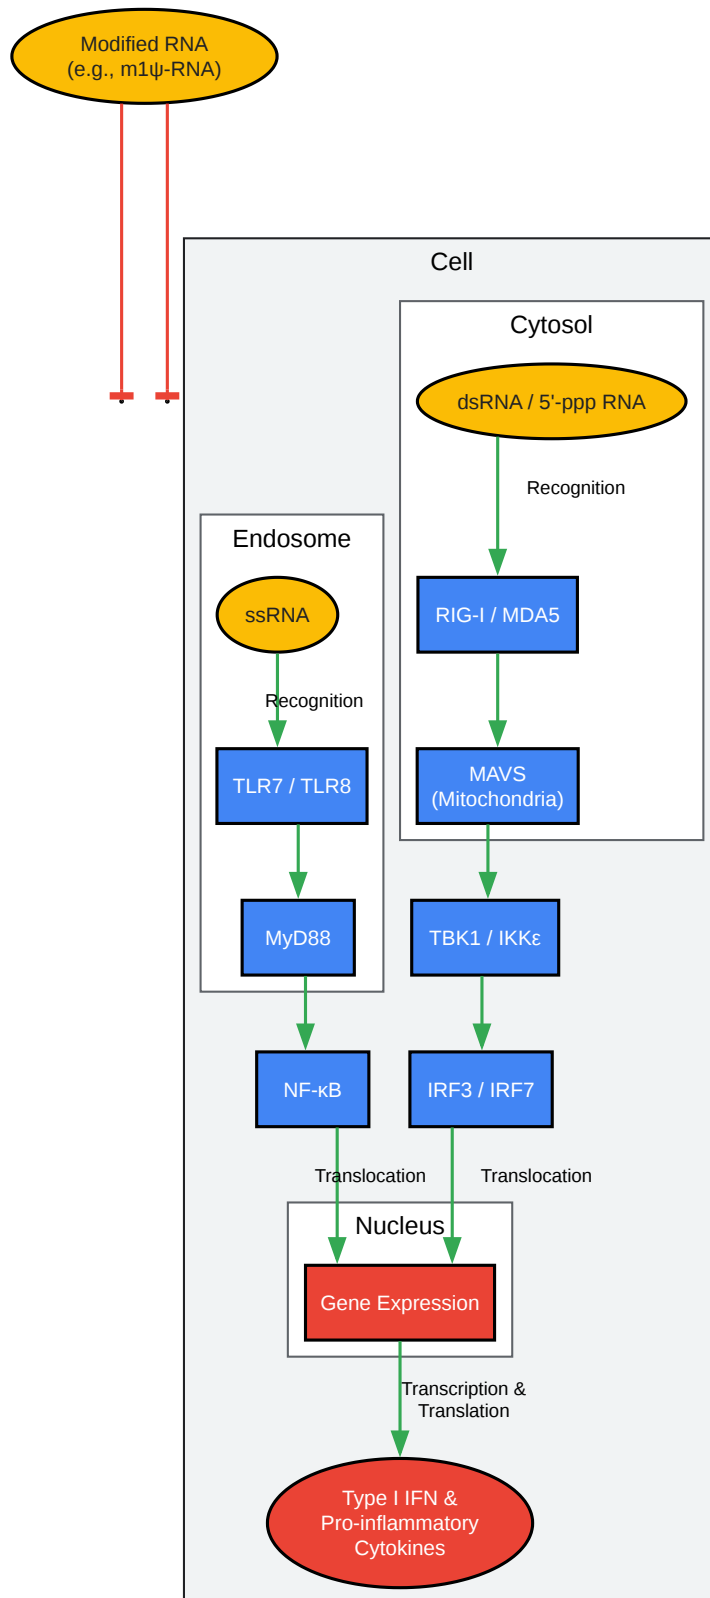 Modified RNA
(e.g., m1ψ-RNA)
Cell
Cytosol
dsRNA / 5'-ppp RNA
Recognition
Endosome
ssRNA
RIG-I / MDA5
Recognition
TLR7 / TLR8
MAVS
(Mitochondria)
MyD88
TBK1 / IKKε
NF-κB
IRF3 / IRF7
Translocation
Translocation
Nucleus
Gene Expression
Transcription &
Translation
Type I IFN &
Pro-inflammatory
Cytokines